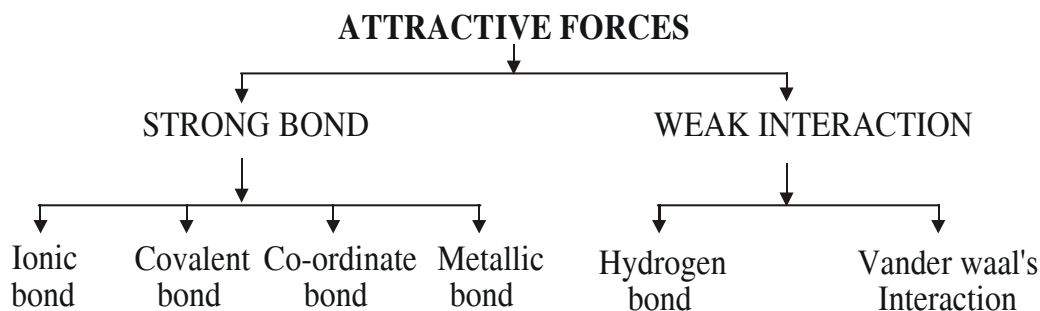 ATTRACTIVE FORCES
STRONG BOND
WEAK INTERACTION
Ionic
bond
Covalent
bond
Co-ordinate
bond
Metallic
bond
Hydrogen
bond
Vander waal's
Interaction